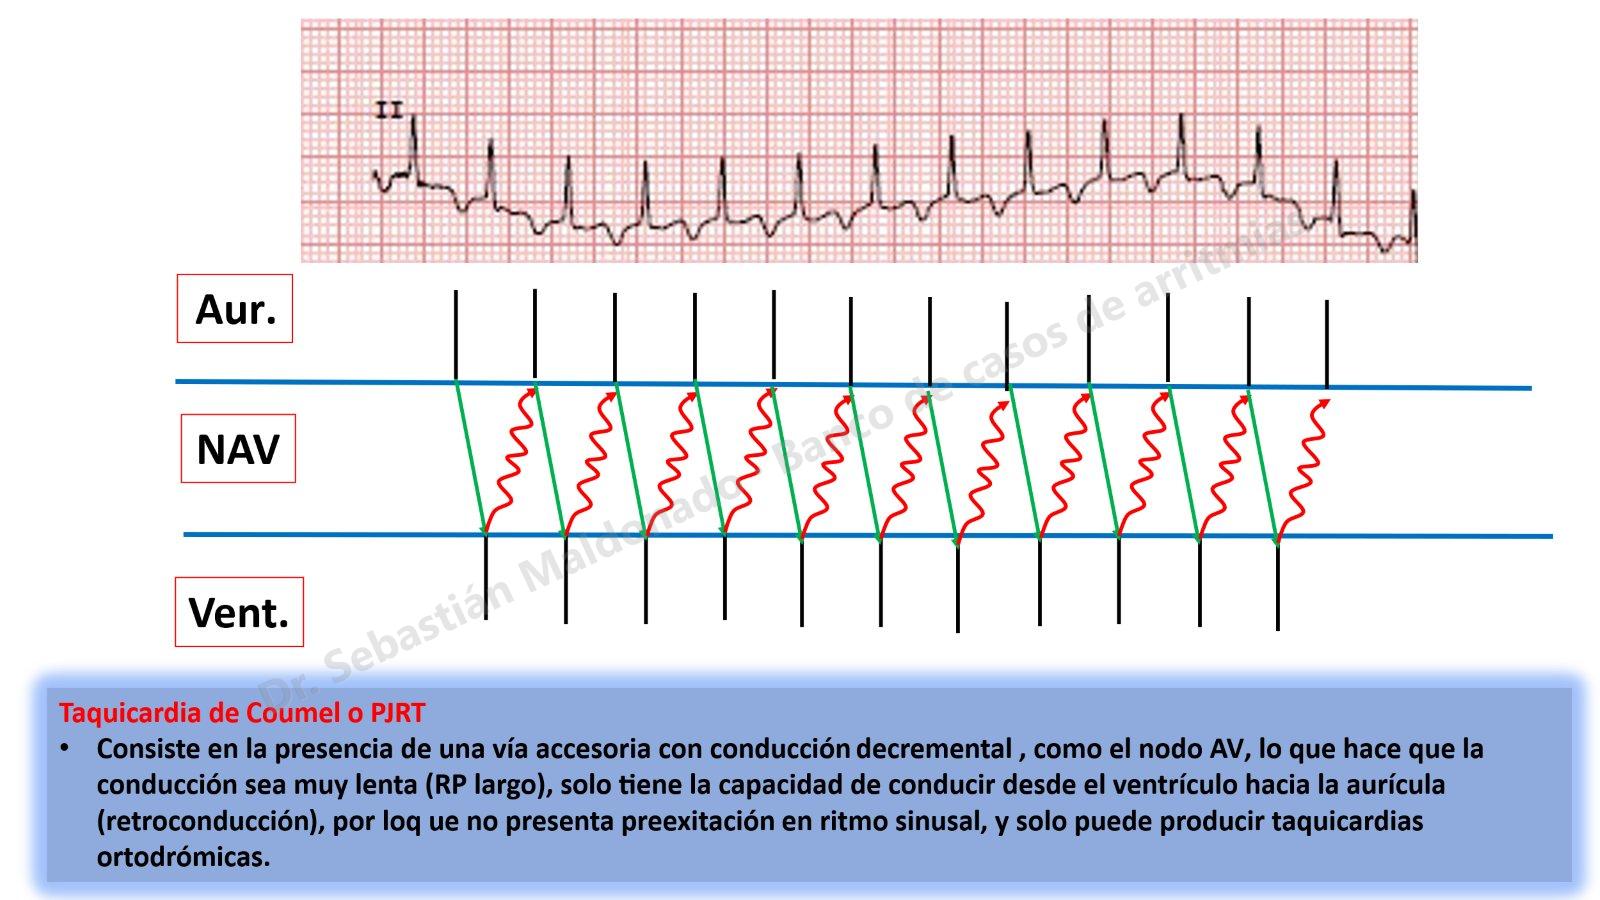 II
Aur.
NAV
Vent.
Dr. Sebastián Maldonado- Banco de casos de arritmias
Taquicardia de Coumel o PJRT
• Consiste en la presencia de una vía accesoria con conducción decremental , como el nodo AV, lo que hace que la
conducción sea muy lenta (RP largo), solo tiene la capacidad de conducir desde el ventrículo hacia la aurícula
(retroconducción), por loq ue no presenta preexitación en ritmo sinusal, y solo puede producir taquicardias
ortodrómicas.